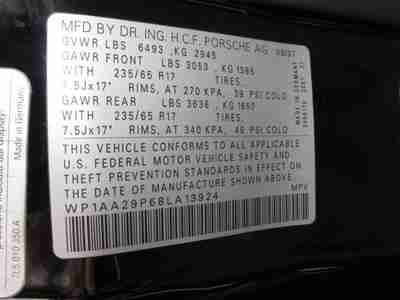 MFD BY DR. ING. H.C.F. PORSCHE AG
GVWR LBS 6493 ,KG 2945
GAWR FRONT LBS 3053 ,KG 1385
WITH 235/65 R17 TIRES,
7.5Jx17" RIMS, AT 270 KPA, 39 PSI COLD
GAWR REAR LBS 3638 ,KG 1650
WITH 235/65 R17 TIRES,
7.5Jx17" RIMS, AT 340 KPA, 49 PSI COLD
THIS VEHICLE CONFORMS TO ALL APPLICABLE
U.S. FEDERAL MOTOR VEHICLE SAFETY AND
THEFT PREVENTION STANDARDS IN EFFECT ON
THE DATE OF MANUFACTURE SHOWN ABOVE.
WP1AA29P68LA13924 MPV
Made in Germany
7L5.010.350.A